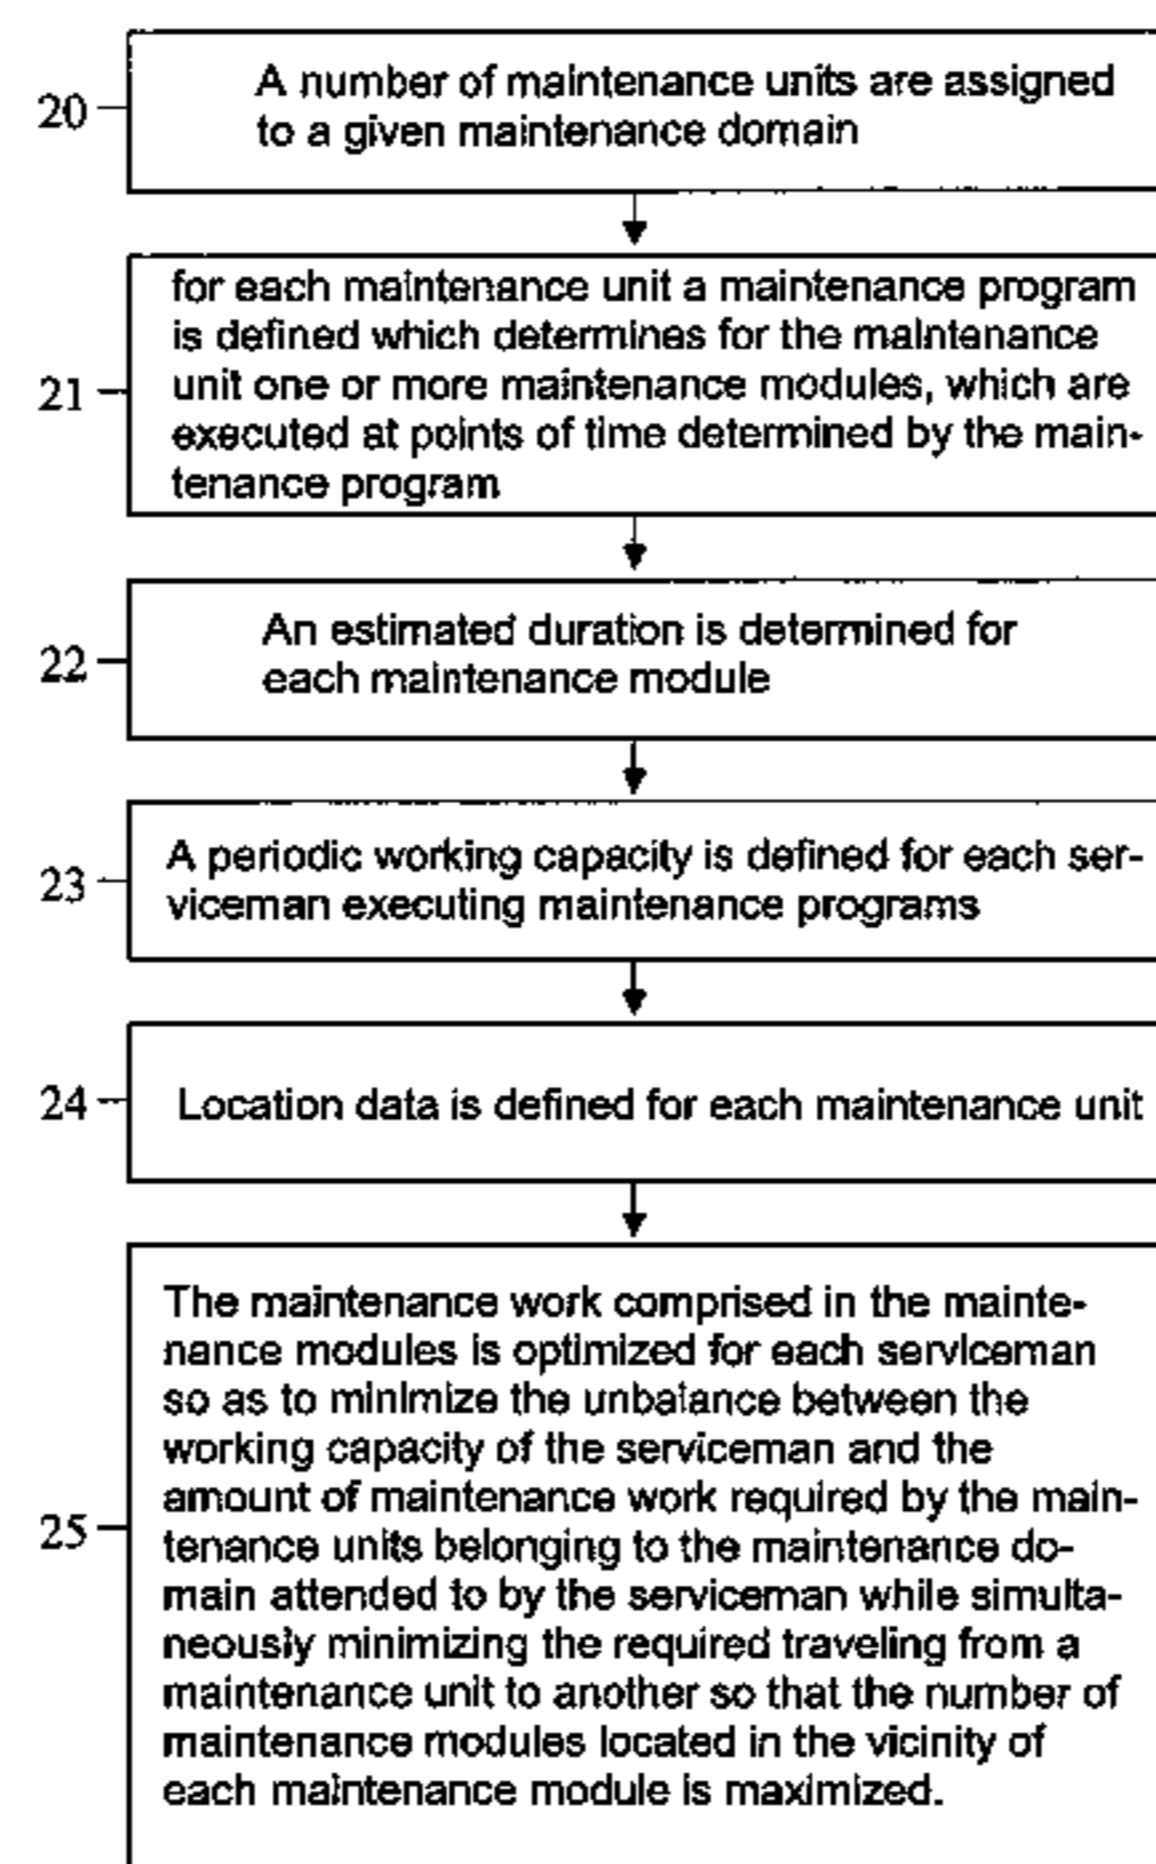 A number of maintenance units are assigned
20
to a given maintenance domain
for each maintenance unit a maintenance program
is defined which determines for the maintenance
21
unit one or more maintenance modules, which are
executed at points of time determined by the main-
tenance program
An estimated duration is determined for
22
each maintenance module
A periodic working capacity is defined for each ser-
23
viceman executing maintenance programs
24
Location data is defined for each maintenance unit
The maintenance work comprised in the mainte-
nance modules is optimized for each serviceman
so as to minimize the unbalance between the
working capacity of the serviceman and the
amount of maintenance work required by the main-
25
tenance units belonging to the maintenance do-
main attended to by the serviceman while simulta-
neously minimizing the required traveling from a
maintenance unit to another so that the number of
maintenance modules located in the vicinity of
each maintenance module is maximized.